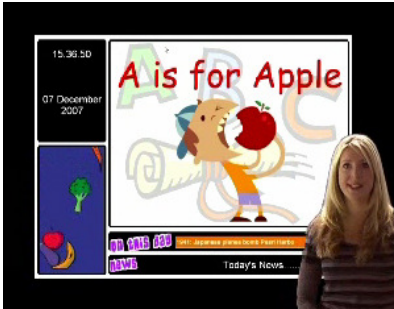 15.36.50
07 December
2007
A B C
A is for Apple
on this day
1941: Japanese planes bomb Pearl Harbo
news
Today's News ....